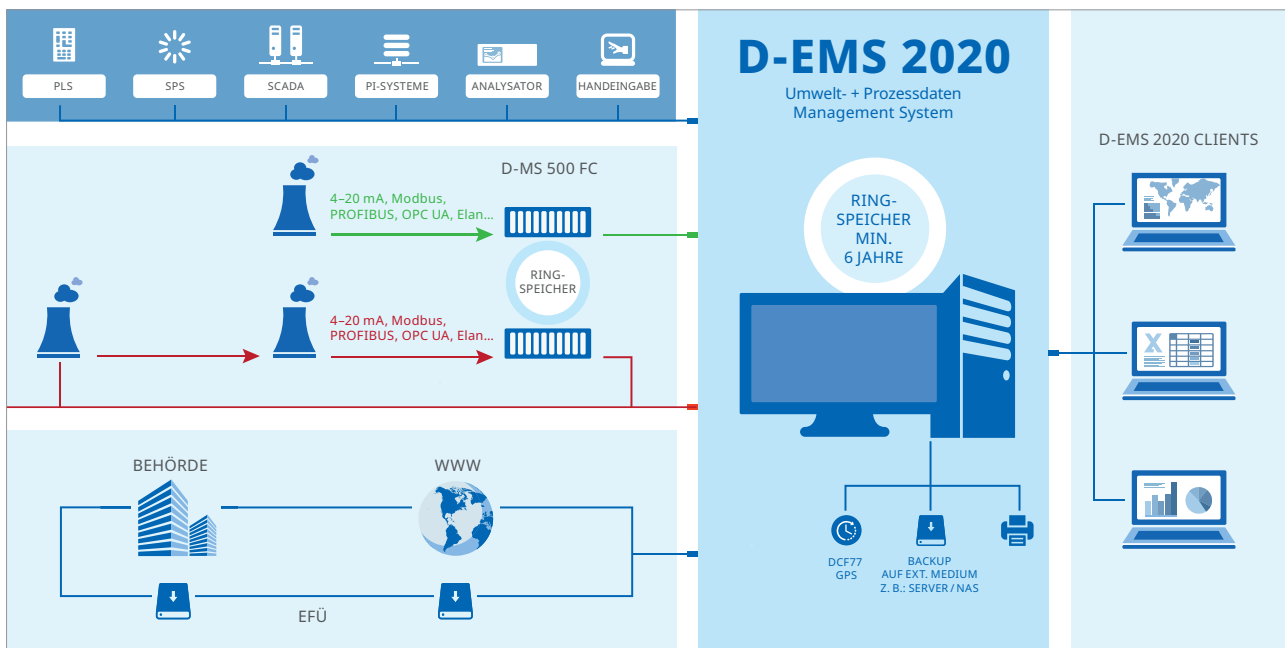 PLS
SPS
SCADA
PI-SYSTEME
ANALYSATOR
HANDEINGABE
D-MS 500 FC
4–20 mA, Modbus,
PROFIBUS, OPC UA, Elan...
RING-
SPEICHER
4–20 mA, Modbus,
PROFIBUS, OPC UA, Elan...
BEHÖRDE
WWW
EFÜ
D-EMS 2020
Umwelt- + Prozessdaten
Management System
RING-
SPEICHER
MIN.
6 JAHRE
DCF77
GPS
BACKUP
AUF EXT. MEDIUM
Z. B.: SERVER / NAS
D-EMS 2020 CLIENTS
X